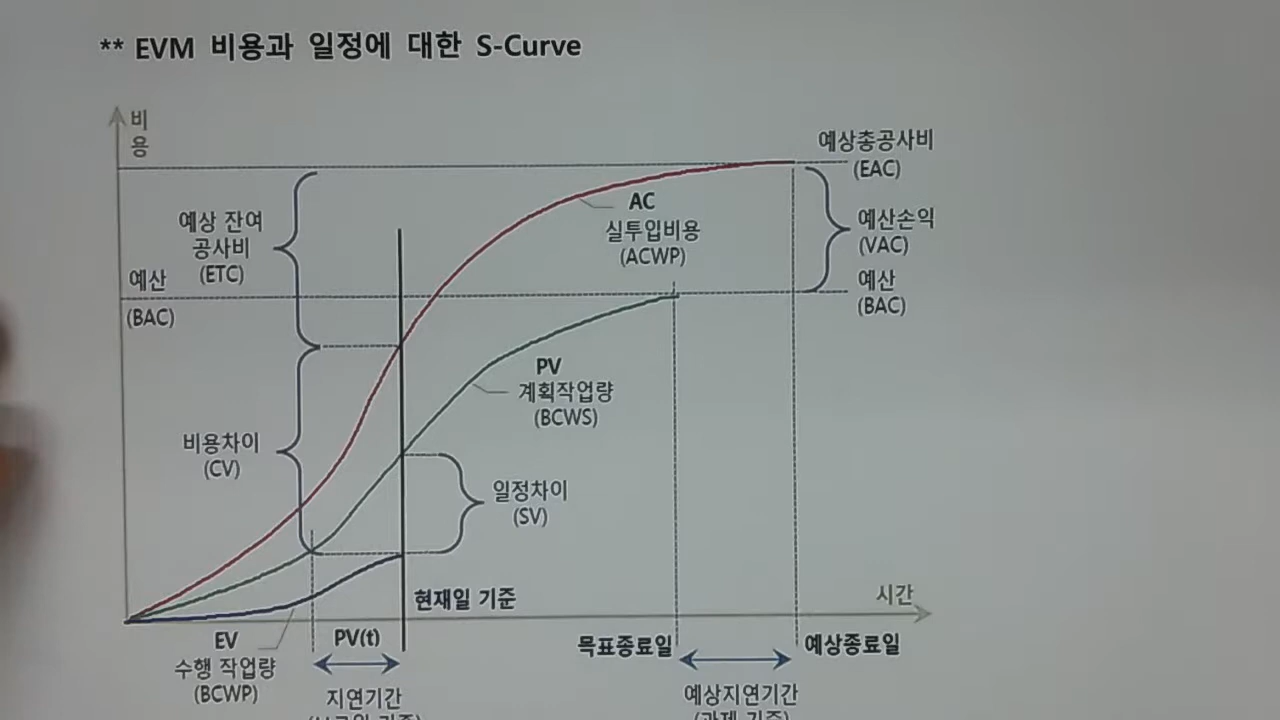 ** EVM 비용과 일정에 대한 S-Curve
비
용
예상총공사비
(EAC)
예상 잔여
공사비
(ETC)
AC
실투입비용
(ACWP)
예산손익
(VAC)
예산
(BAC)
예산
(BAC)
PV
계획작업량
(BCWS)
비용차이
(CV)
일정차이
(SV)
현재일 기준
시간
EV
수행 작업량
(BCWP)
PV(t)
목표종료일
예상종료일
지연기간
예상지연기간